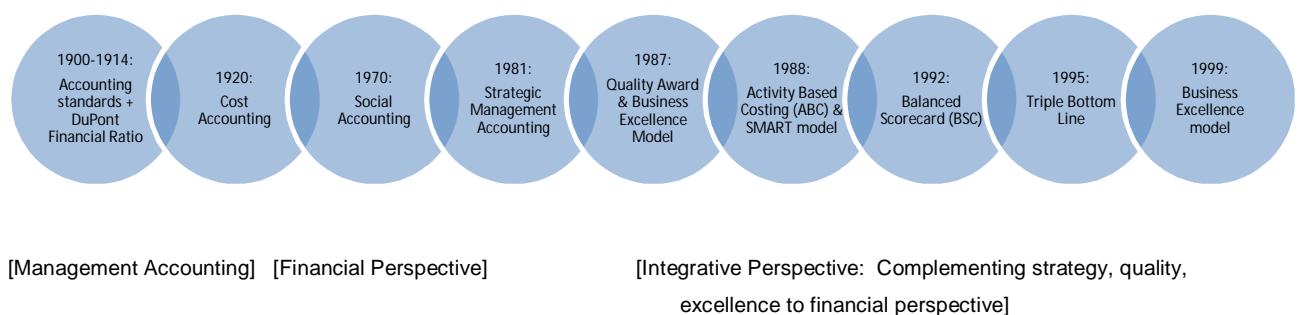 1900-1914:
Accounting
standards +
DuPont
Financial Ratio
1920:
Cost
Accounting
1970:
Social
Accounting
1981:
Strategic
Management
Accounting
1987:
Quality Award
& Business
Excellence
Model
1988:
Activity Based
Costing (ABC) &
SMART model
1992:
Balanced
Scorecard (BSC)
1995:
Triple Bottom
Line
1999:
Business
Excellence
model
[Management Accounting] [Financial Perspective]
[Integrative Perspective: Complementing strategy, quality,
excellence to financial perspective]